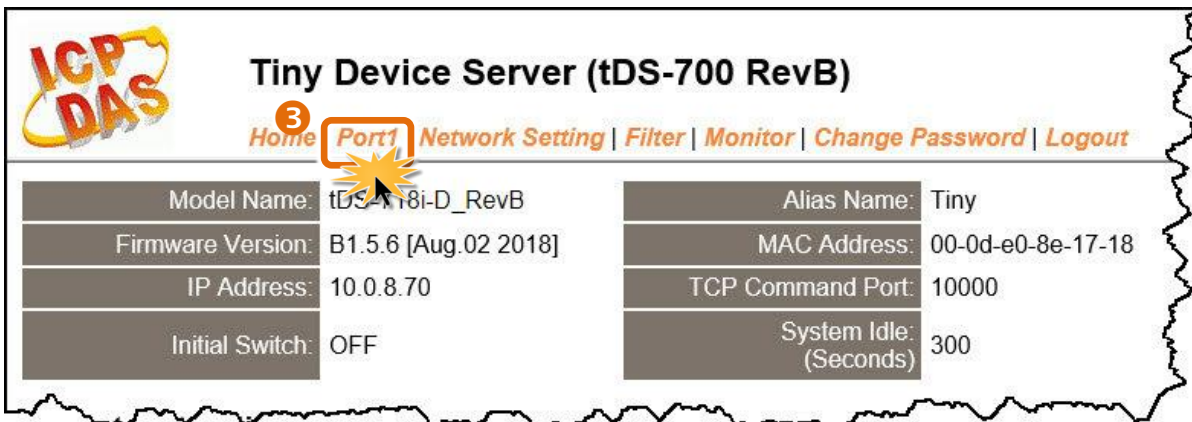 ICP
DAS
Tiny Device Server (tDS-700 RevB)
3
Home | Port1 | Network Setting | Filter | Monitor | Change Password | Logout
Model Name: 18i-D_RevB Alias Name: Tiny
Firmware Version: B1.5.6 [Aug.02 2018] MAC Address: 00-0d-e0-8e-17-18
IP Address: 10.0.8.70 TCP Command Port: 10000
Initial Switch: OFF System Idle: (Seconds) 300